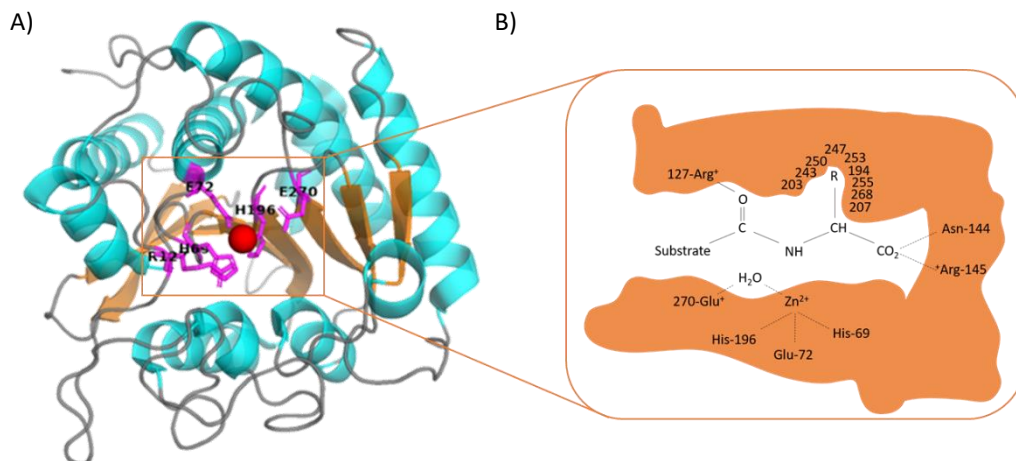 A)
B)
E72
E270
H196
H69
R12
247
250
253
243
194
203
255
268
207
127-Arg⁺
R
O
C
CH
Substrate
NH
CO₂
Asn-144
⁺Arg-145
H₂O
270-Glu⁺
Zn²⁺
His-196
His-69
Glu-72